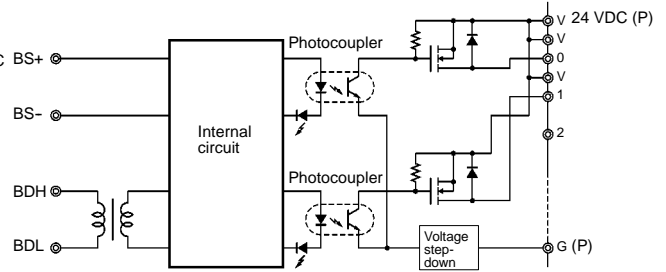 V 24 VDC (P)
V
Photocoupler
C BS+
0
V
1
BS−
Internal
circuit
2
Photocoupler
BDH
Voltage
step-
down
BDL
G (P)